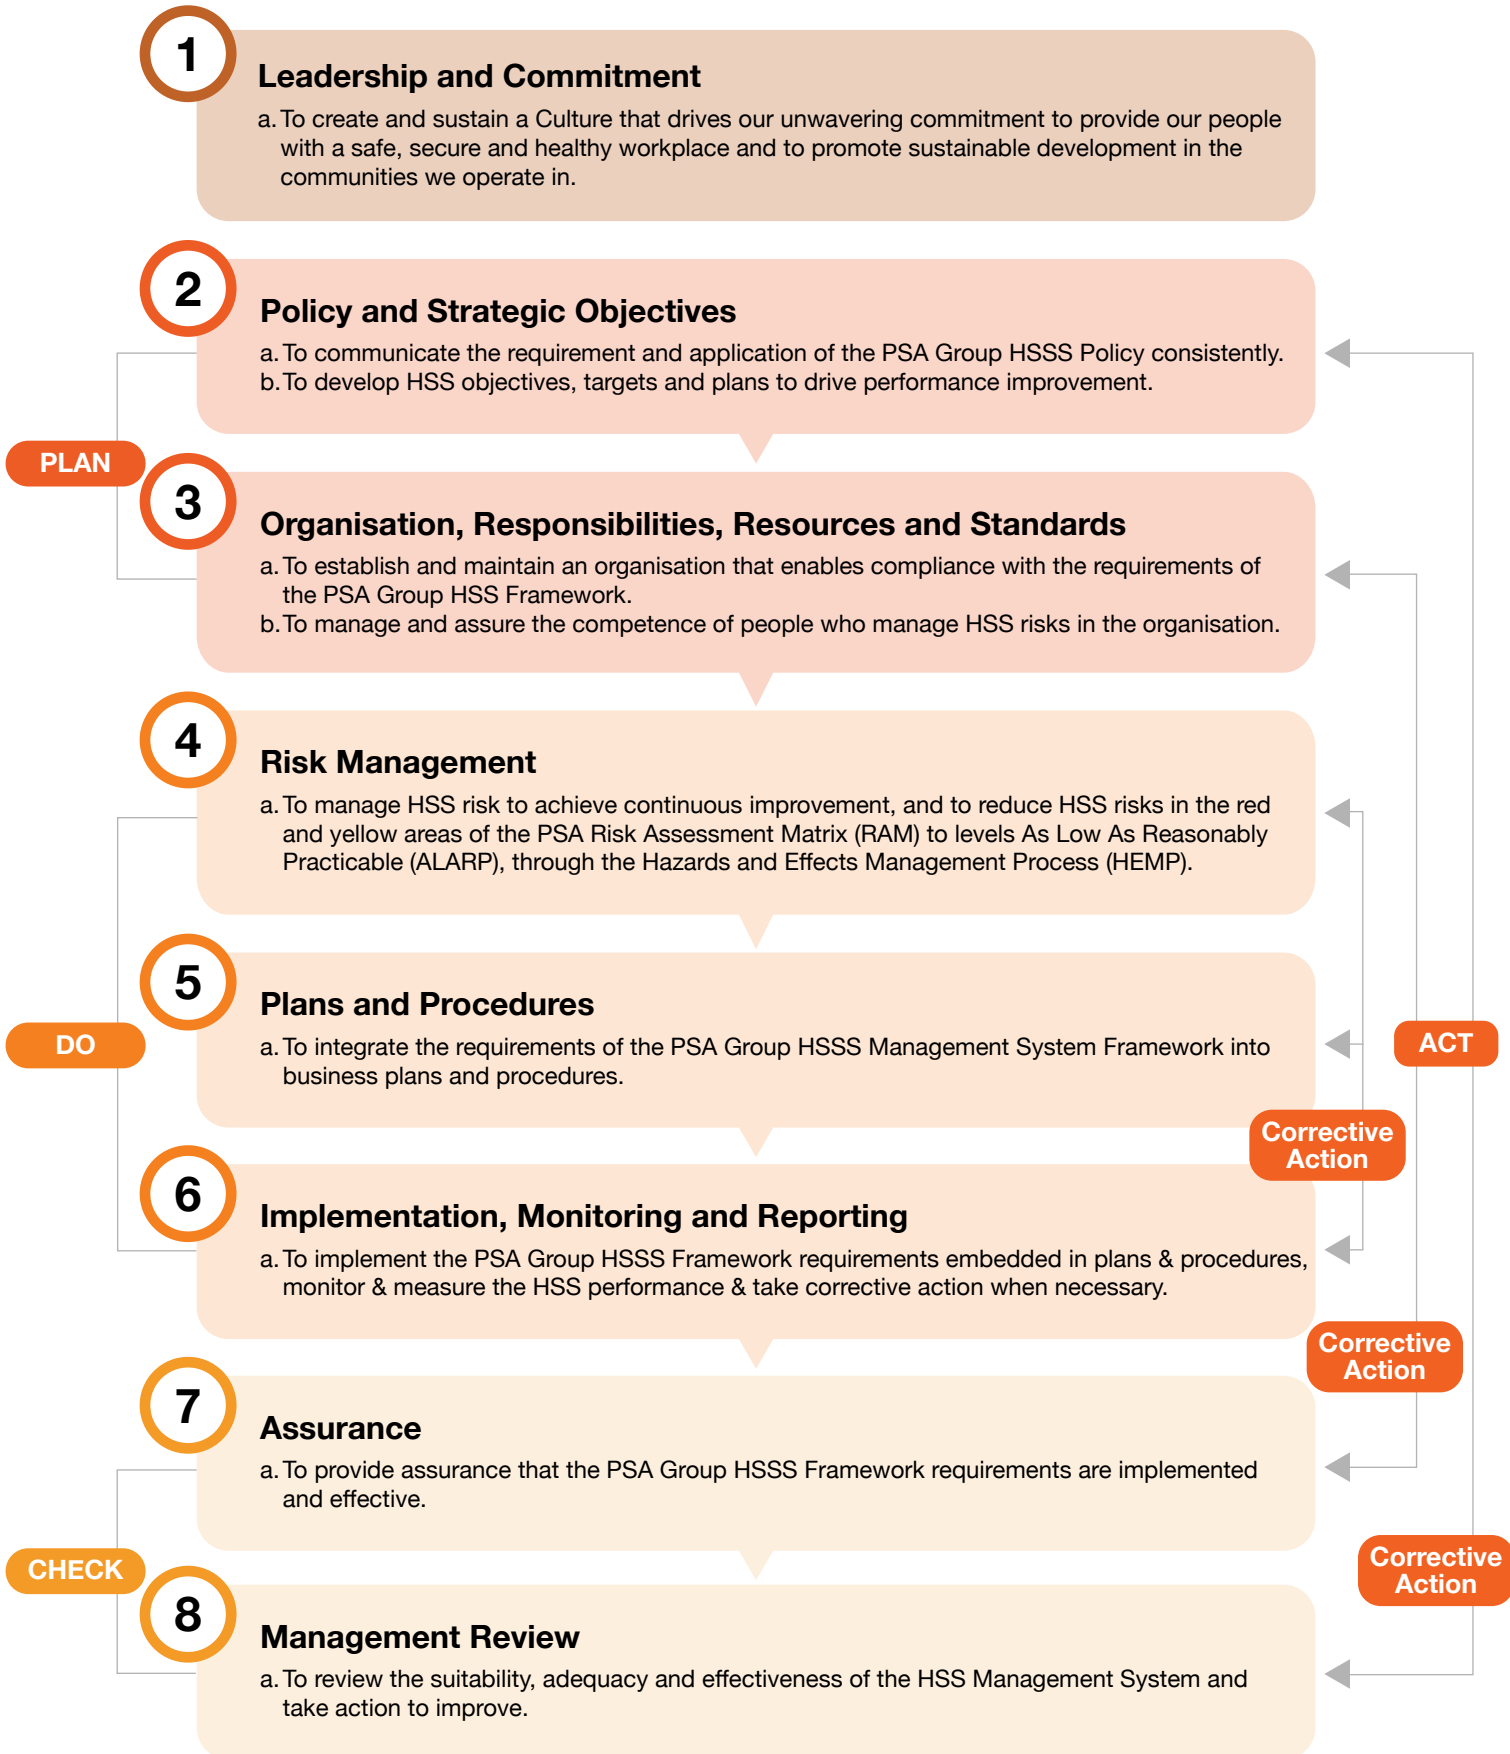 1
Leadership and Commitment
a. To create and sustain a Culture that drives our unwavering commitment to provide our people
with a safe, secure and healthy workplace and to promote sustainable development in the
communities we operate in.
2
Policy and Strategic Objectives
a. To communicate the requirement and application of the PSA Group HSSS Policy consistently.
b. To develop HSS objectives, targets and plans to drive performance improvement.
PLAN
3
Organisation, Responsibilities, Resources and Standards
a. To establish and maintain an organisation that enables compliance with the requirements of
the PSA Group HSS Framework.
b. To manage and assure the competence of people who manage HSS risks in the organisation.
4
Risk Management
a. To manage HSS risk to achieve continuous improvement, and to reduce HSS risks in the red
and yellow areas of the PSA Risk Assessment Matrix (RAM) to levels As Low As Reasonably
Practicable (ALARP), through the Hazards and Effects Management Process (HEMP).
5
Plans and Procedures
a. To integrate the requirements of the PSA Group HSSS Management System Framework into
business plans and procedures.
DO
ACT
Corrective
Action
6
Implementation, Monitoring and Reporting
a. To implement the PSA Group HSSS Framework requirements embedded in plans & procedures,
monitor & measure the HSS performance & take corrective action when necessary.
Corrective
Action
7
Assurance
a. To provide assurance that the PSA Group HSSS Framework requirements are implemented
and effective.
CHECK
Corrective
Action
8
Management Review
a. To review the suitability, adequacy and effectiveness of the HSS Management System and
take action to improve.